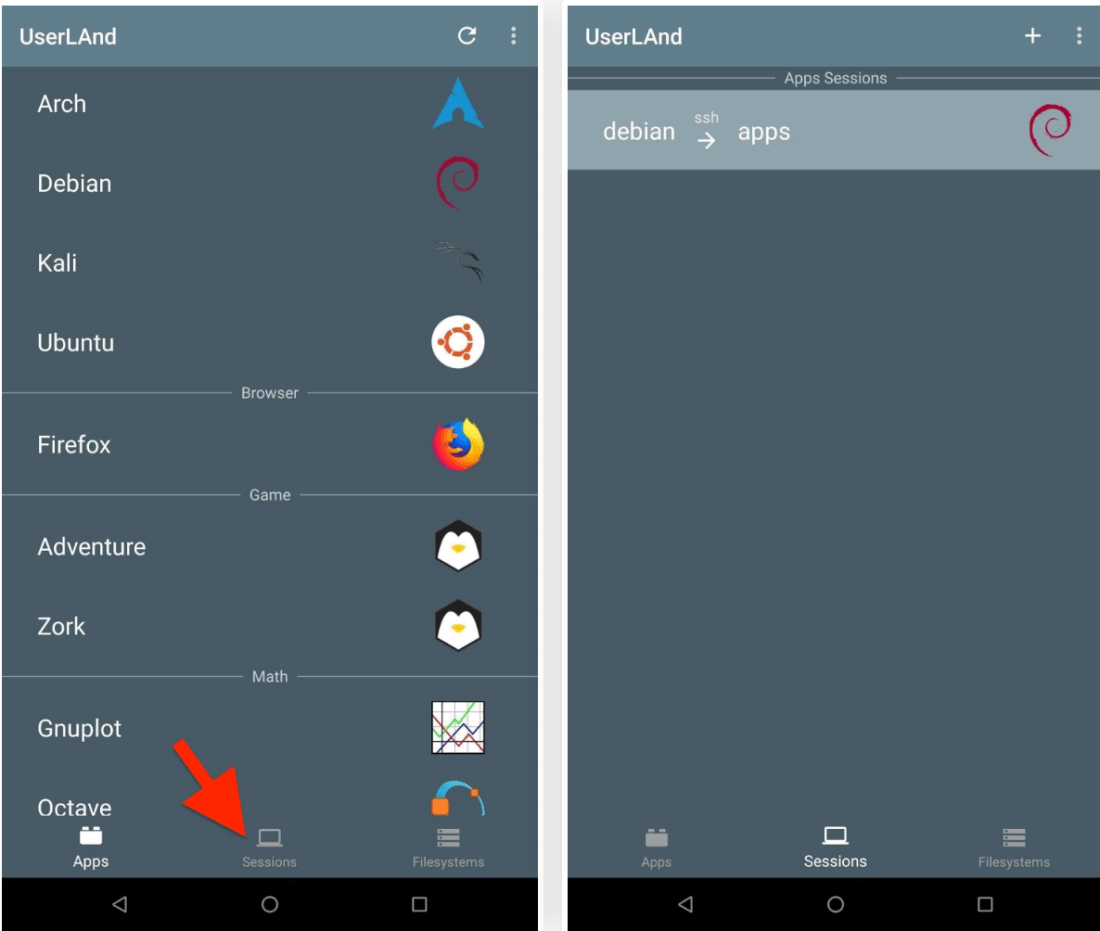 UserLAnd
Arch
Debian
Kali
Ubuntu
Browser
Firefox
Game
Adventure
Zork
Math
Gnuplot
Octave
Apps Sessions Filesystems
UserLAnd
Apps Sessions
ssh
debian → apps
Apps Sessions Filesystems